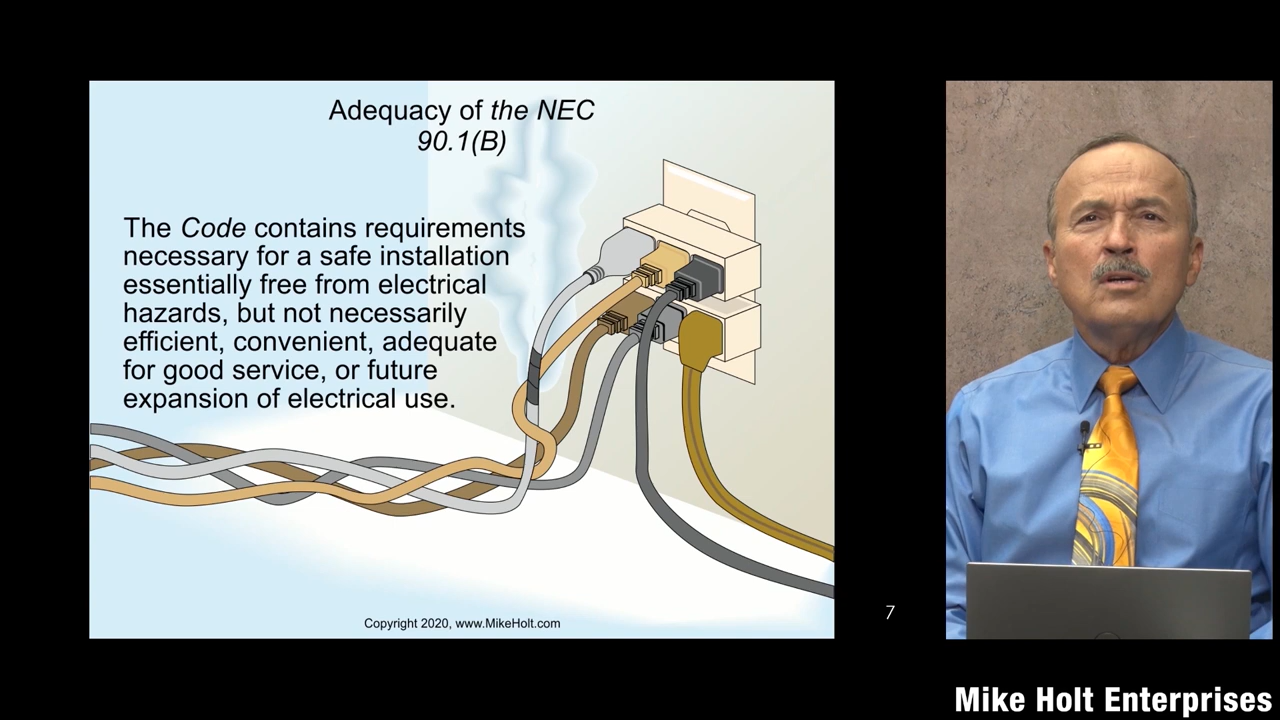 Adequacy of the NEC
90.1(B)
The Code contains requirements
necessary for a safe installation
essentially free from electrical
hazards, but not necessarily
efficient, convenient, adequate
for good service, or future
expansion of electrical use.
Copyright 2020, www.MikeHolt.com
7
Mike Holt Enterprises